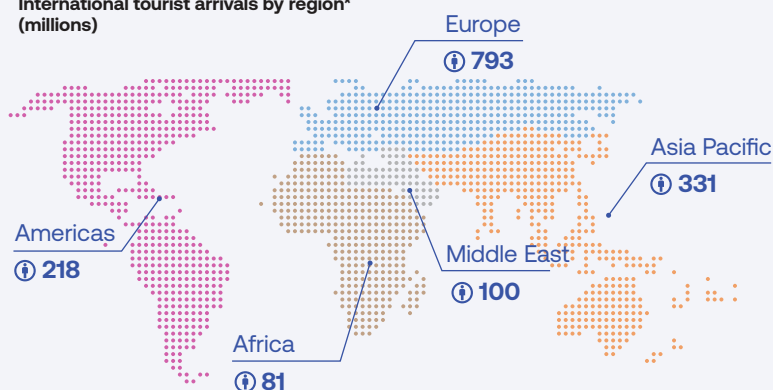 International tourist arrivals by region*
(millions)
Europe
793
Asia Pacific
331
Americas
218
Middle East
100
Africa
81